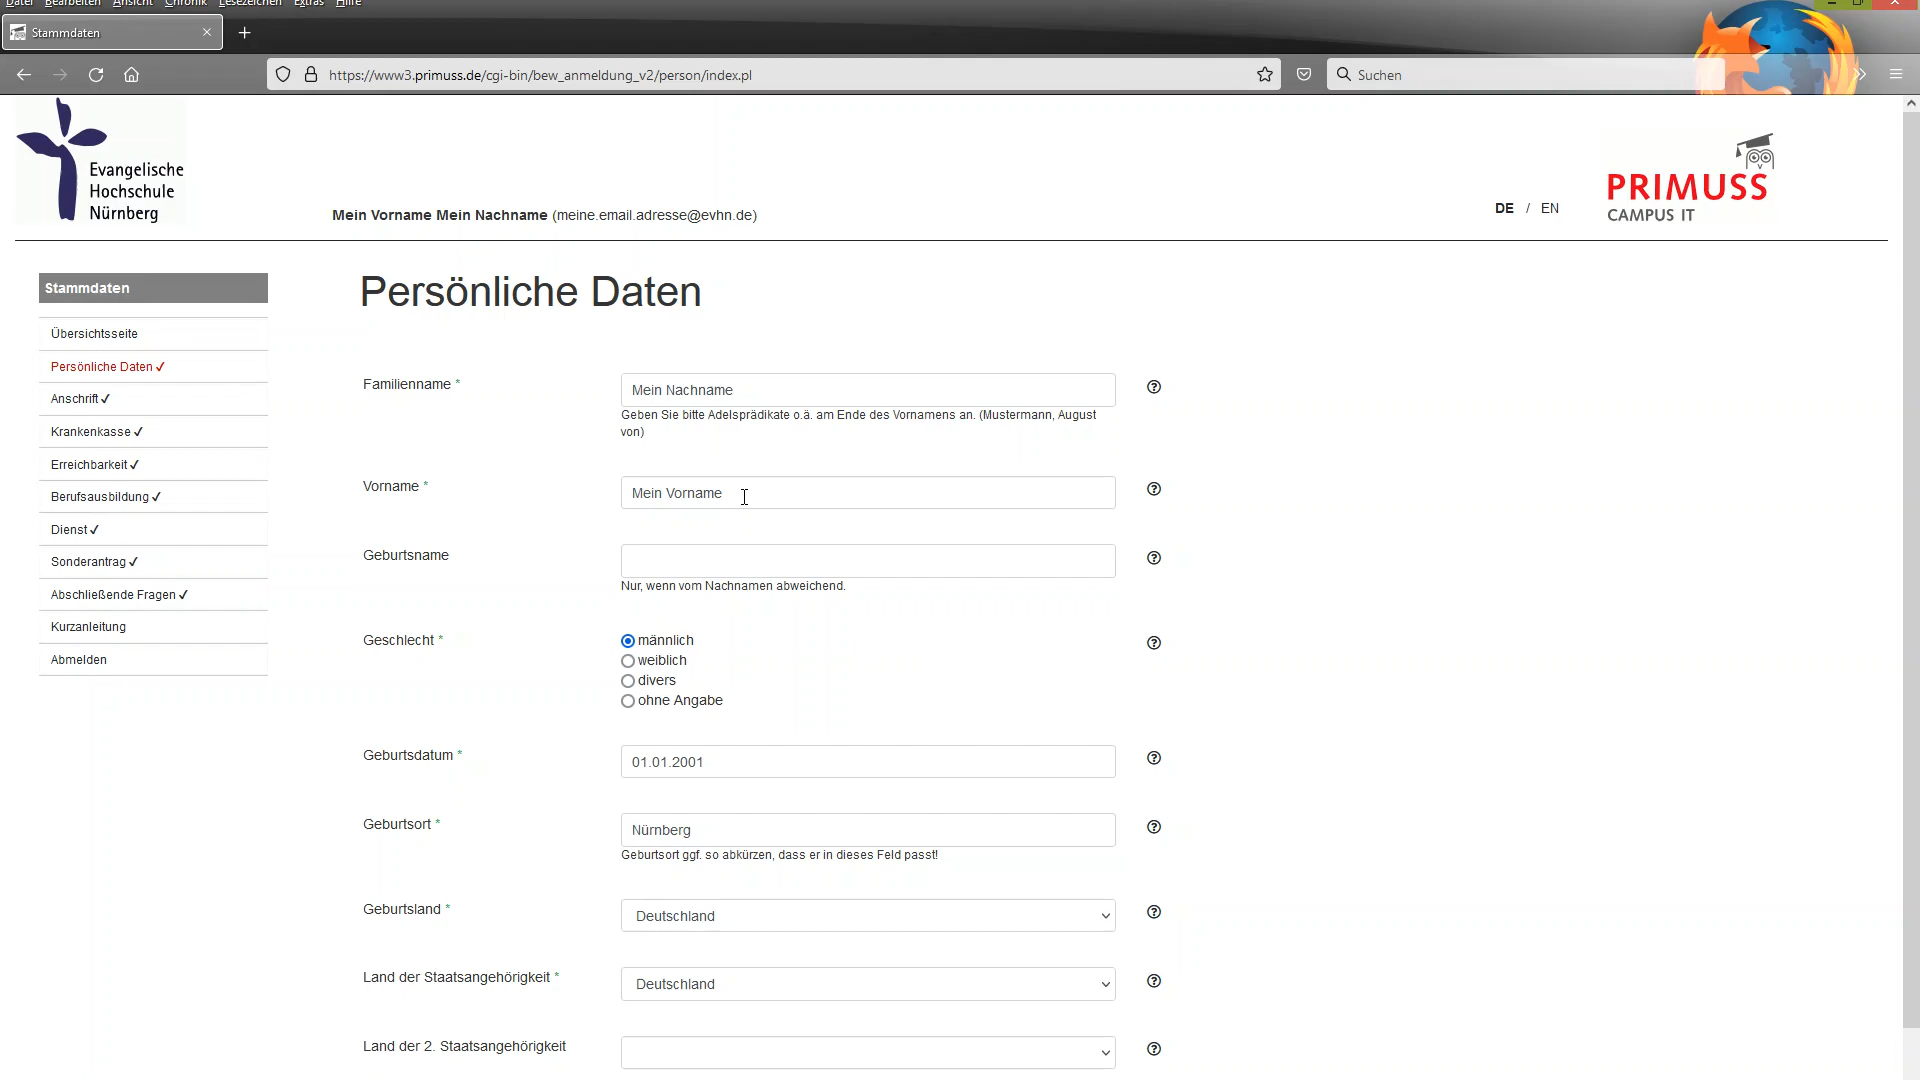 Datei Bearbeiten Ansicht Chronik Lesezeichen Extras Hilfe
Stammdaten
https://www3.primuss.de/cgi-bin/bew_anmeldung_v2/person/index.pl
Suchen
Evangelische
Hochschule
Nürnberg
Mein Vorname Mein Nachname (meine.email.adresse@evhn.de)
DE / EN
PRIMUSS
CAMPUS IT
Stammdaten
Übersichtsseite
Persönliche Daten ✓
Anschrift ✓
Krankenkasse ✓
Erreichbarkeit ✓
Berufsausbildung ✓
Dienst ✓
Sonderantrag ✓
Abschließende Fragen ✓
Kurzanleitung
Abmelden
Persönliche Daten
Familienname *
Mein Nachname
Geben Sie bitte Adelsprädikate o.ä. am Ende des Vornamens an. (Mustermann, August
von)
Vorname *
Mein Vorname
Geburtsname
Nur, wenn vom Nachnamen abweichend.
Geschlecht *
männlich
weiblich
divers
ohne Angabe
Geburtsdatum *
01.01.2001
Geburtsort *
Nürnberg
Geburtsort ggf. so abkürzen, dass er in dieses Feld passt!
Geburtsland *
Deutschland
Land der Staatsangehörigkeit *
Deutschland
Land der 2. Staatsangehörigkeit